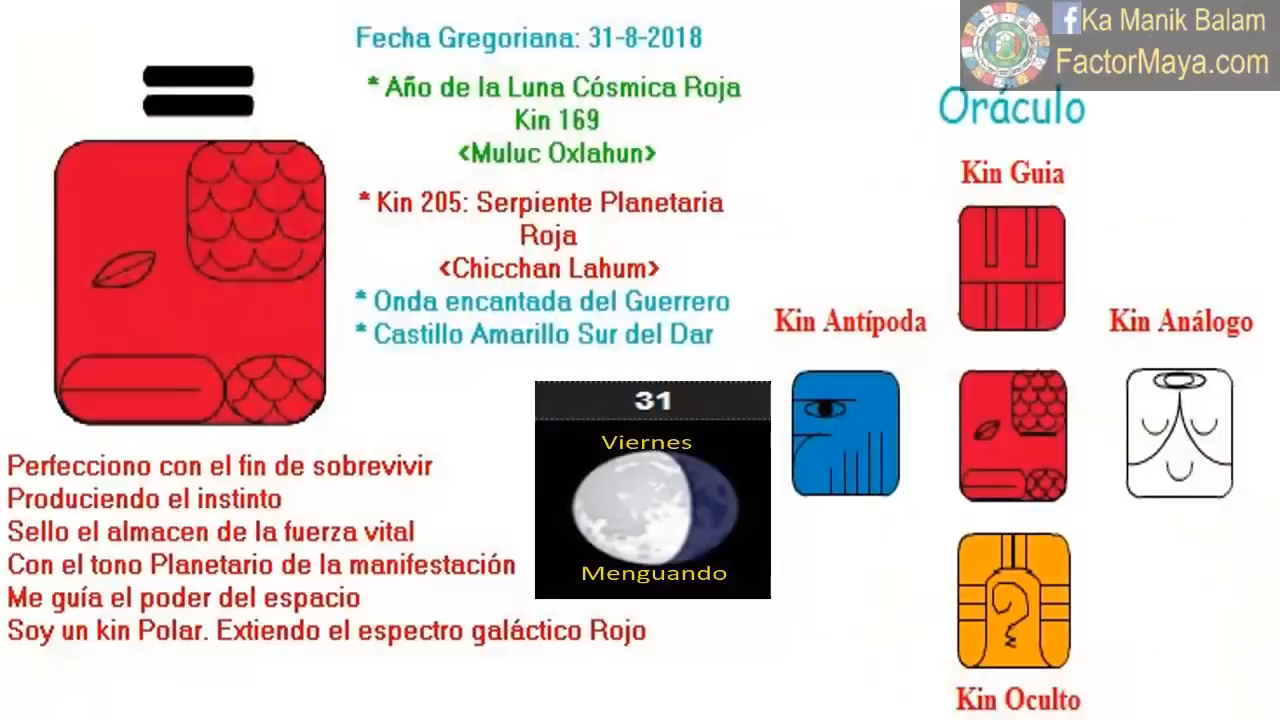 Ka Manik Balam
FactorMaya.com
Fecha Gregoriana: 31-8-2018
* Año de la Luna Cósmica Roja
Kin 169
<Muluc Oxlahun>
* Kin 205: Serpiente Planetaria
Roja
<Chicchan Lahum>
* Onda encantada del Guerrero
* Castillo Amarillo Sur del Dar
31
Viernes
Menguando
Perfecciono con el fin de sobrevivir
Produciendo el instinto
Sello el almacen de la fuerza vital
Con el tono Planetario de la manifestación
Me guía el poder del espacio
Soy un kin Polar. Extiendo el espectro galáctico Rojo
Oráculo
Kin Guia
Kin Antípoda
Kin Análogo
Kin Oculto